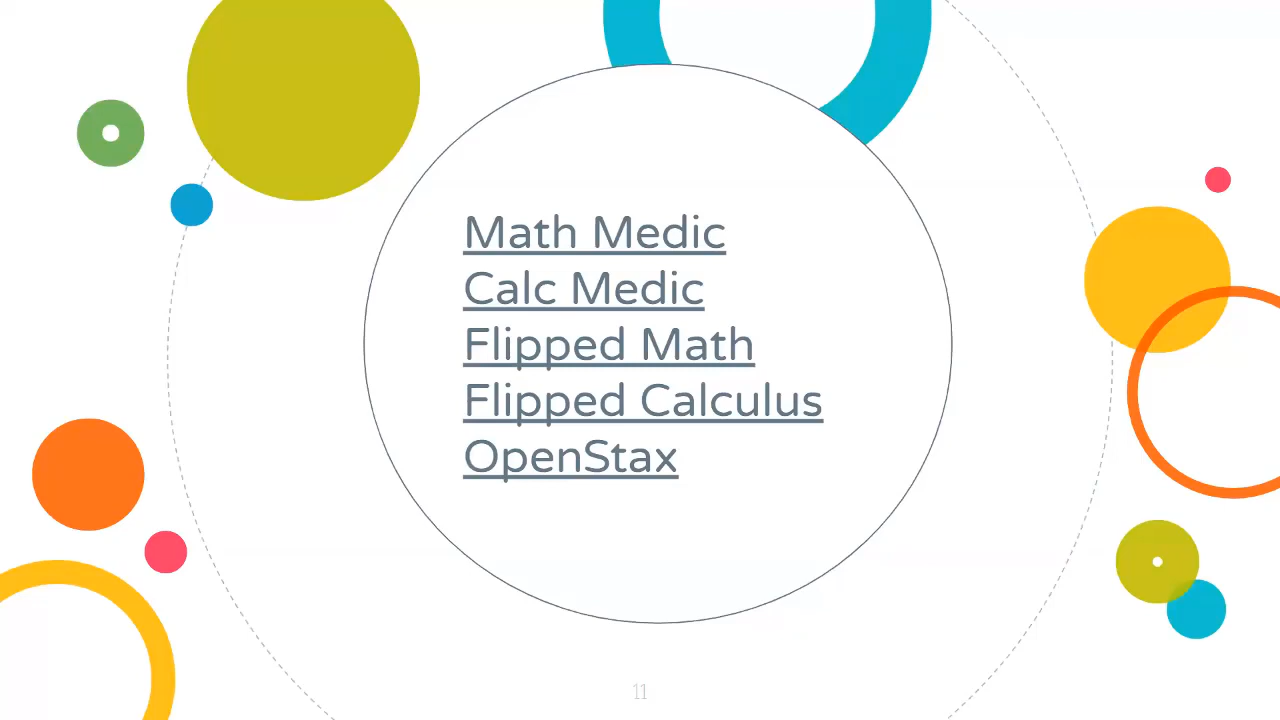 Math Medic
Calc Medic
Flipped Math
Flipped Calculus
OpenStax
11